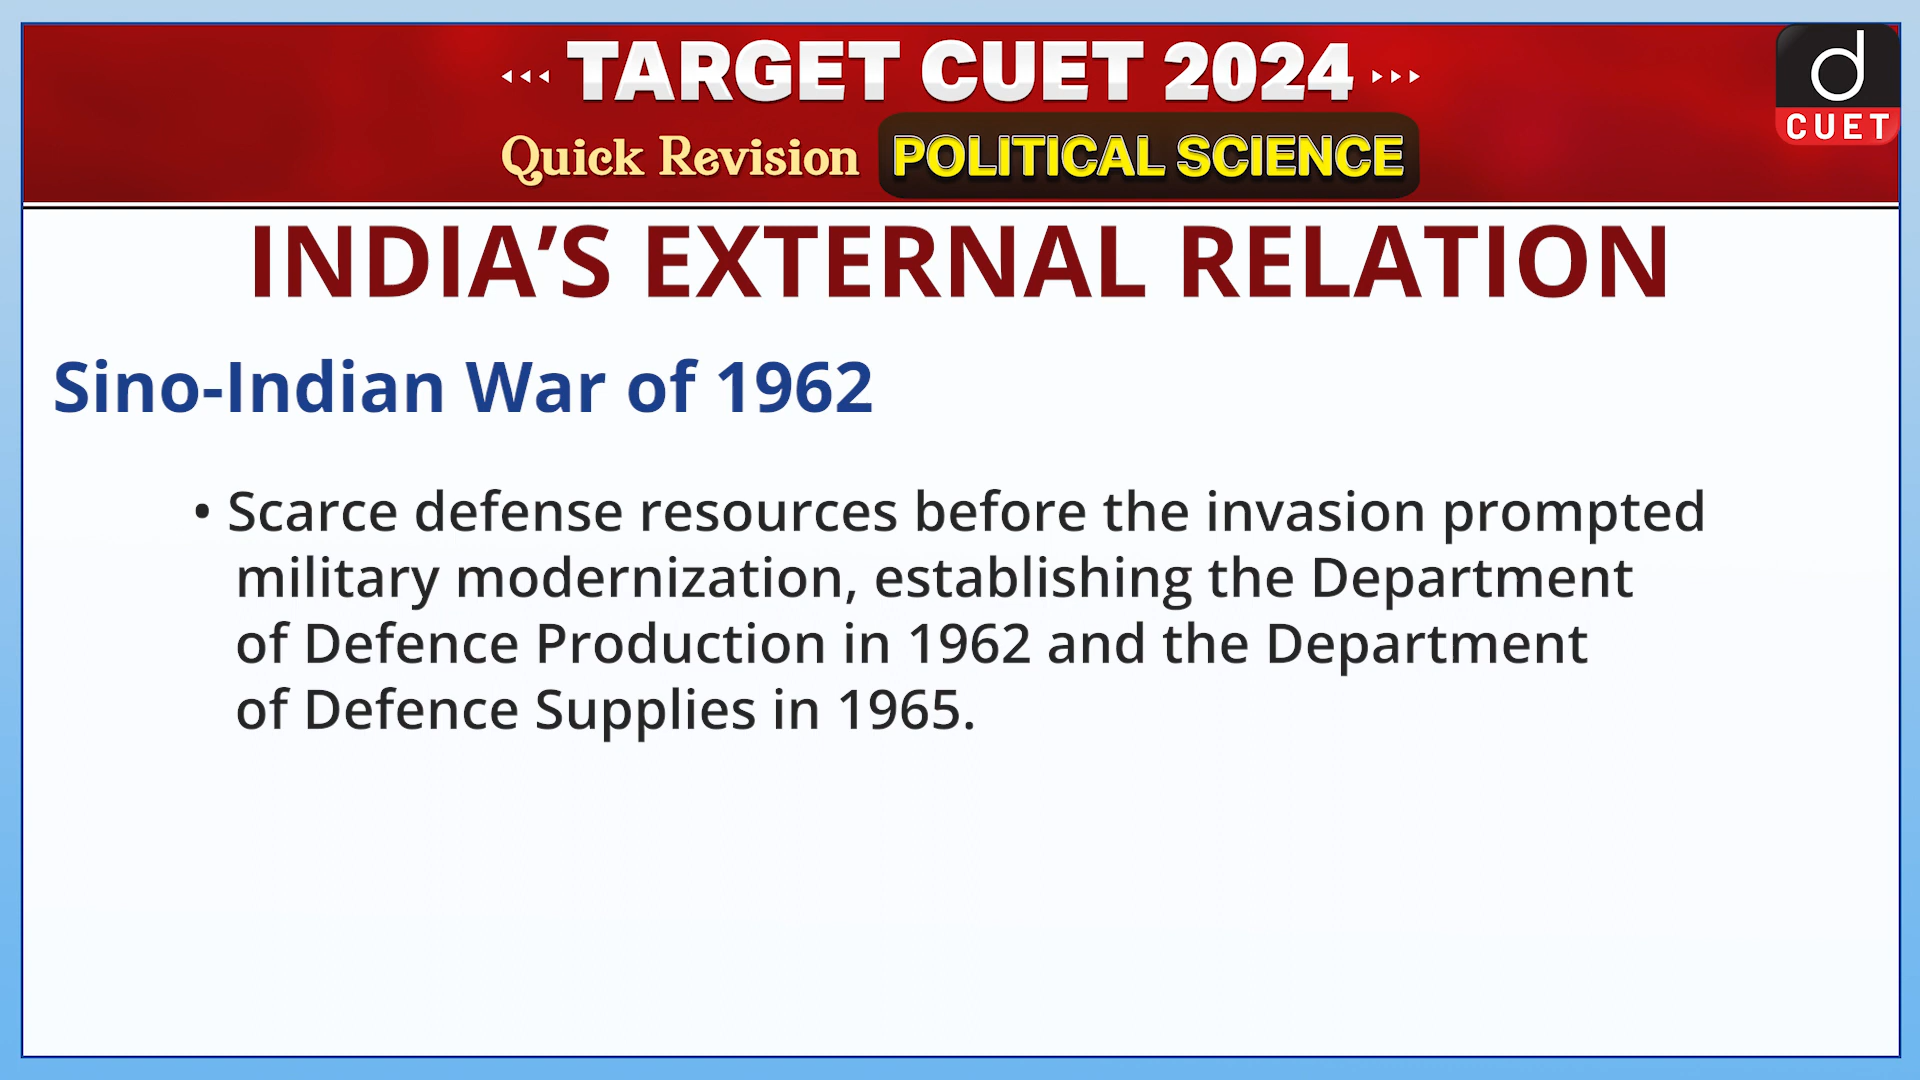 TARGET CUET 2024
Quick Revision POLITICAL SCIENCE
d
CUET
INDIA’S EXTERNAL RELATION
Sino-Indian War of 1962
• Scarce defense resources before the invasion prompted
military modernization, establishing the Department
of Defence Production in 1962 and the Department
of Defence Supplies in 1965.